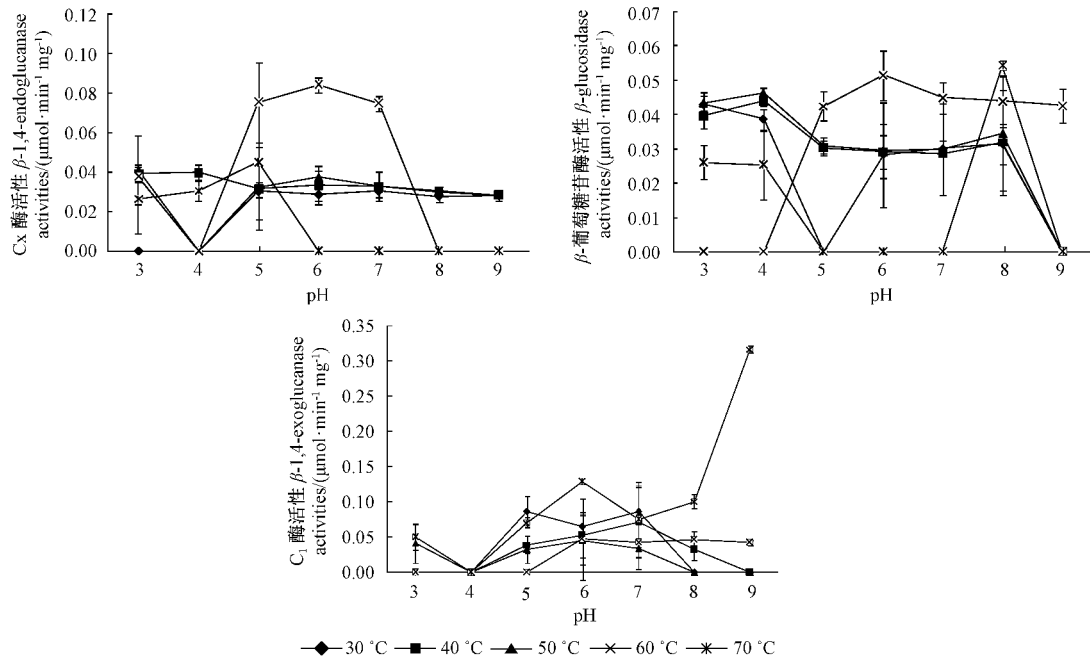 Cx 酶活性 β-1,4-endoglucanase
activities/(μmol·min⁻¹ mg⁻¹)
0.12
0.10
0.08
0.06
0.04
0.02
0.00
3 4 5 6 7 8 9
pH
β-葡萄糖苷酶活性 β-glucosidase
activities/(μmol·min⁻¹ mg⁻¹)
0.07
0.06
0.05
0.04
0.03
0.02
0.01
0.00
3 4 5 6 7 8 9
pH
C₁ 酶活性 β-1,4-exoglucanase
activities/(μmol·min⁻¹ mg⁻¹)
0.35
0.30
0.25
0.20
0.15
0.10
0.05
0.00
3 4 5 6 7 8 9
pH
30 ˚C 40 ˚C 50 ˚C 60 ˚C 70 ˚C